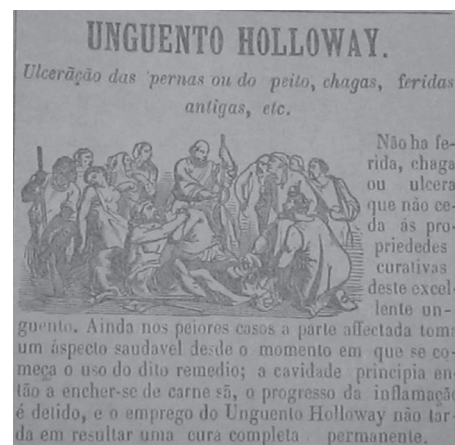 UNGUENTO HOLLOWAY.
Ulceração das pernas ou do peito, chagas, feridas
antigas, etc.
Não ha fe-
rida, chaga
ou ulcera
que não ce-
da ás pro-
priedades
curativas
deste excel-
lente un-
guento. Ainda nos peiores casos a parte affectada toma
um áspecto saudavel desde o momento em que se co-
meça o uso do dito remedio; a cavidade principia en-
tão a encher-se de carne sã, o progresso da inflamação
é detido, e o emprego do Unguento Holloway não tar-
da em resultar uma cura completa permanente.